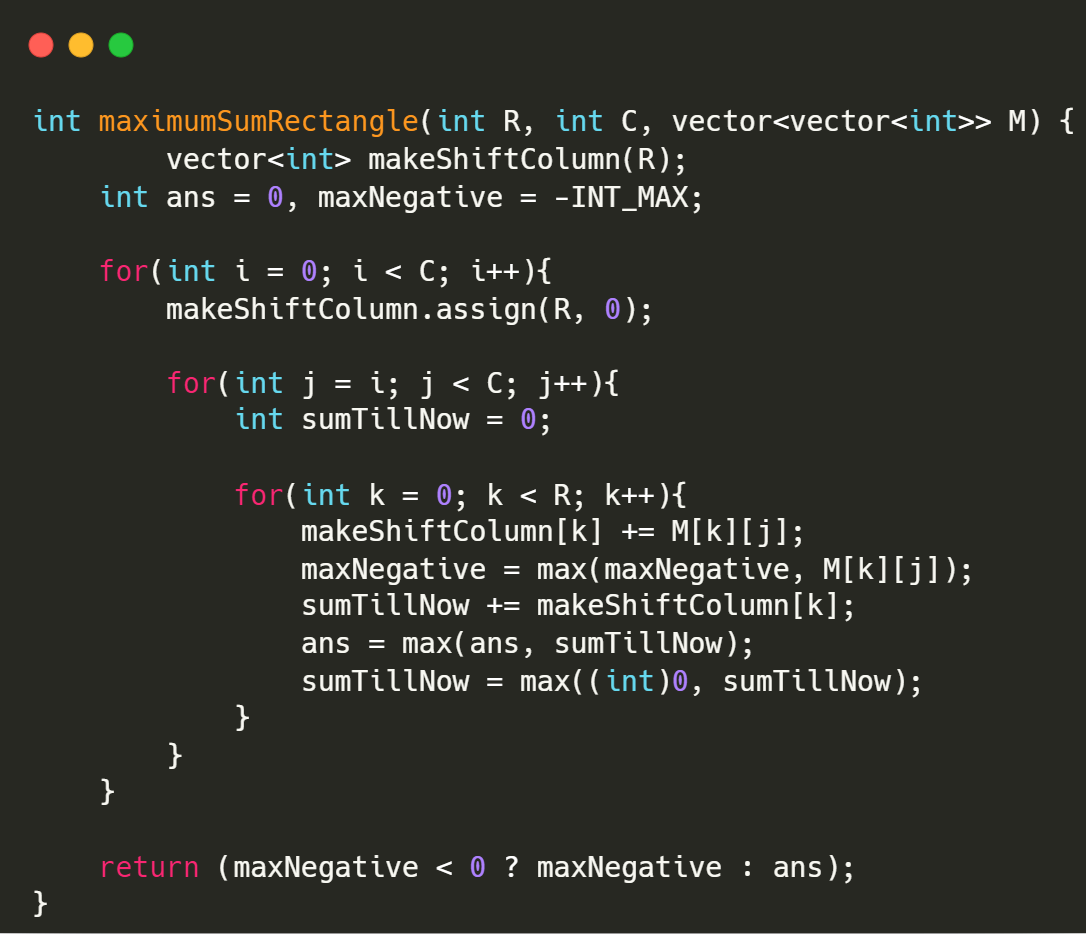 int maximumSumRectangle(int R, int C, vector<vector<int>> M) {
        vector<int> makeShiftColumn(R);
    int ans = 0, maxNegative = -INT_MAX;

    for(int i = 0; i < C; i++){
        makeShiftColumn.assign(R, 0);

        for(int j = i; j < C; j++){
            int sumTillNow = 0;

            for(int k = 0; k < R; k++){
                makeShiftColumn[k] += M[k][j];
                maxNegative = max(maxNegative, M[k][j]);
                sumTillNow += makeShiftColumn[k];
                ans = max(ans, sumTillNow);
                sumTillNow = max((int)0, sumTillNow);
            }
        }
    }

    return (maxNegative < 0 ? maxNegative : ans);
}